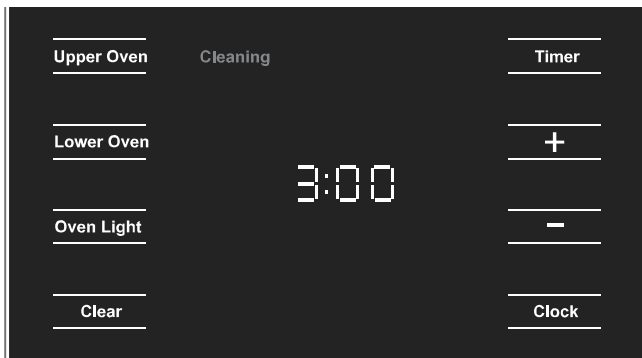 Upper Oven Cleaning Timer
Lower Oven +
3:00
Oven Light -
Clear Clock